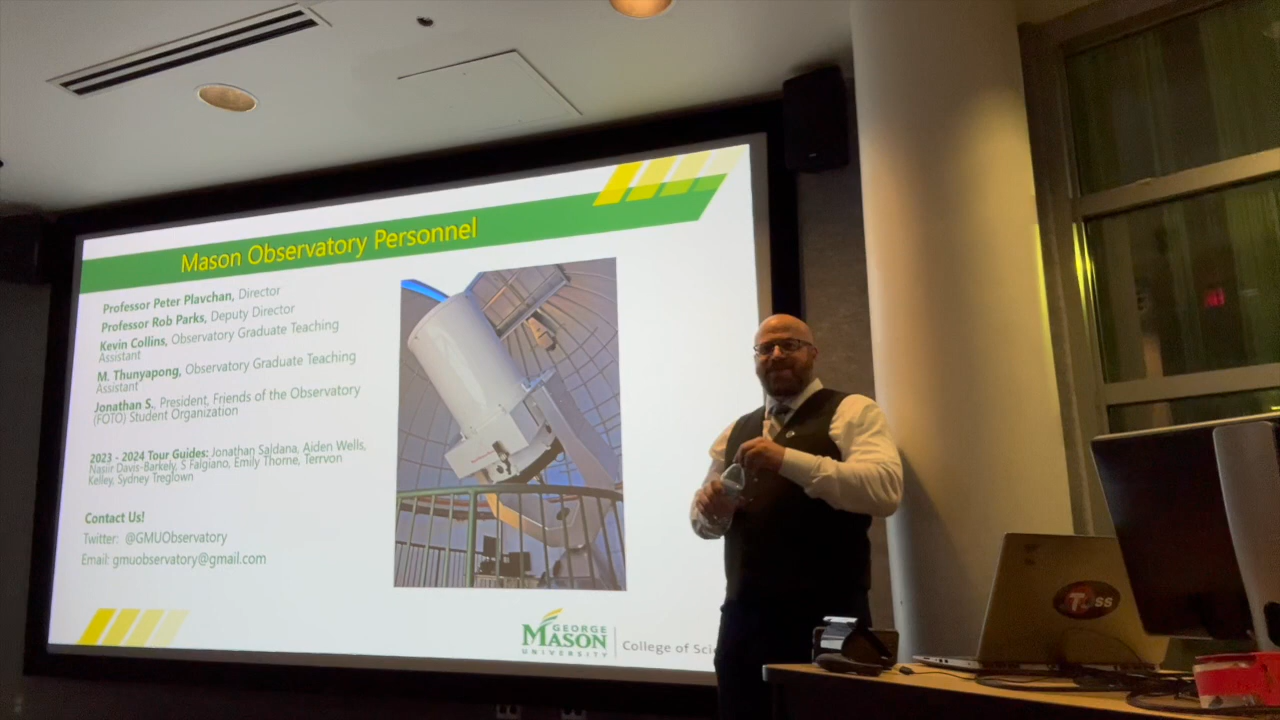 Mason Observatory Personnel
Professor Peter Plavchan, Director
Professor Rob Parks, Deputy Director
Kevin Collins, Observatory Graduate Teaching
Assistant
M. Thunyapong, Observatory Graduate Teaching
Assistant
Jonathan S., President, Friends of the Observatory
(FOTO) Student Organization
2023 - 2024 Tour Guides: Jonathan Saldana, Aiden Wells,
Nasiir Davis-Barkely, S Falgiano, Emily Thorne, Terrvon
Kelley, Sydney Treglown
Contact Us!
Twitter: @GMUObservatory
Email: gmuobservatory@gmail.com
GEORGE
MASON
UNIVERSITY
College of Scie